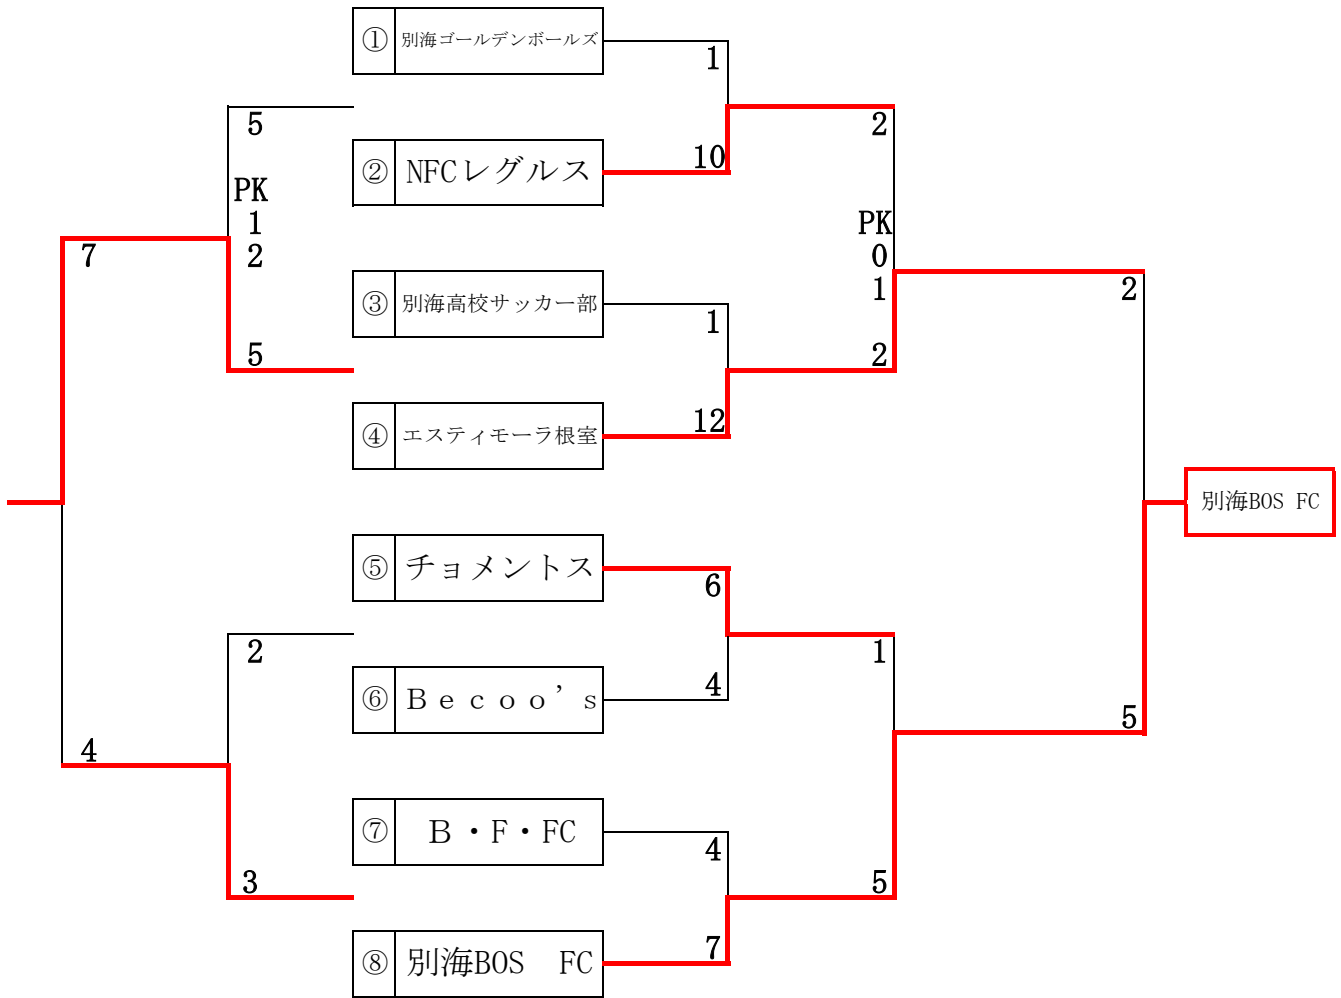 ① 別海ゴールデンボールズ
1
5
2
10
② NFCレグルス
PK
1
2
PK
0
1
7
2
③ 別海高校サッカー部
1
5
2
12
④ エスティモーラ根室
別海BOS FC
⑤ チョメントス
6
2
1
⑥ Ｂｅｃｏｏ’ｓ
4
5
4
⑦ Ｂ・F・FC
4
3
5
⑧ 別海BOS　FC
7